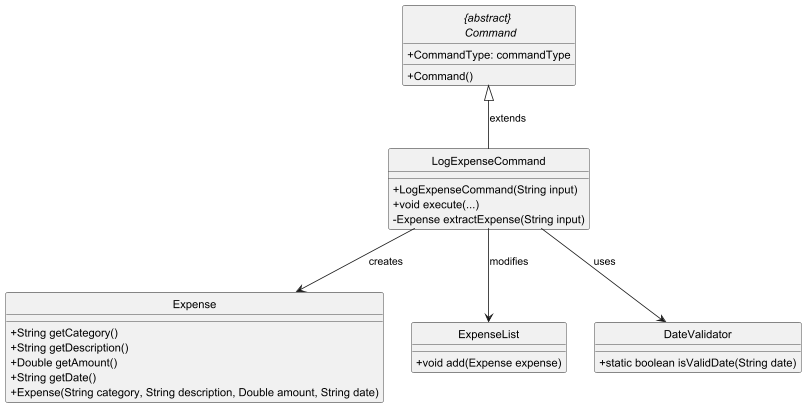 {abstract}
Command
+CommandType: commandType
+Command()
extends
LogExpenseCommand
+LogExpenseCommand(String input)
+void execute(...)
-Expense extractExpense(String input)
creates
modifies
uses
Expense
+String getCategory()
+String getDescription()
+Double getAmount()
+String getDate()
+Expense(String category, String description, Double amount, String date)
ExpenseList
+void add(Expense expense)
DateValidator
+static boolean isValidDate(String date)